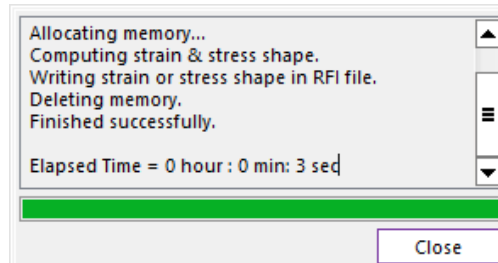 Allocating memory...
Computing strain & stress shape.
Writing strain or stress shape in RFI file.
Deleting memory.
Finished successfully.
Elapsed Time = 0 hour : 0 min: 3 sec
Close